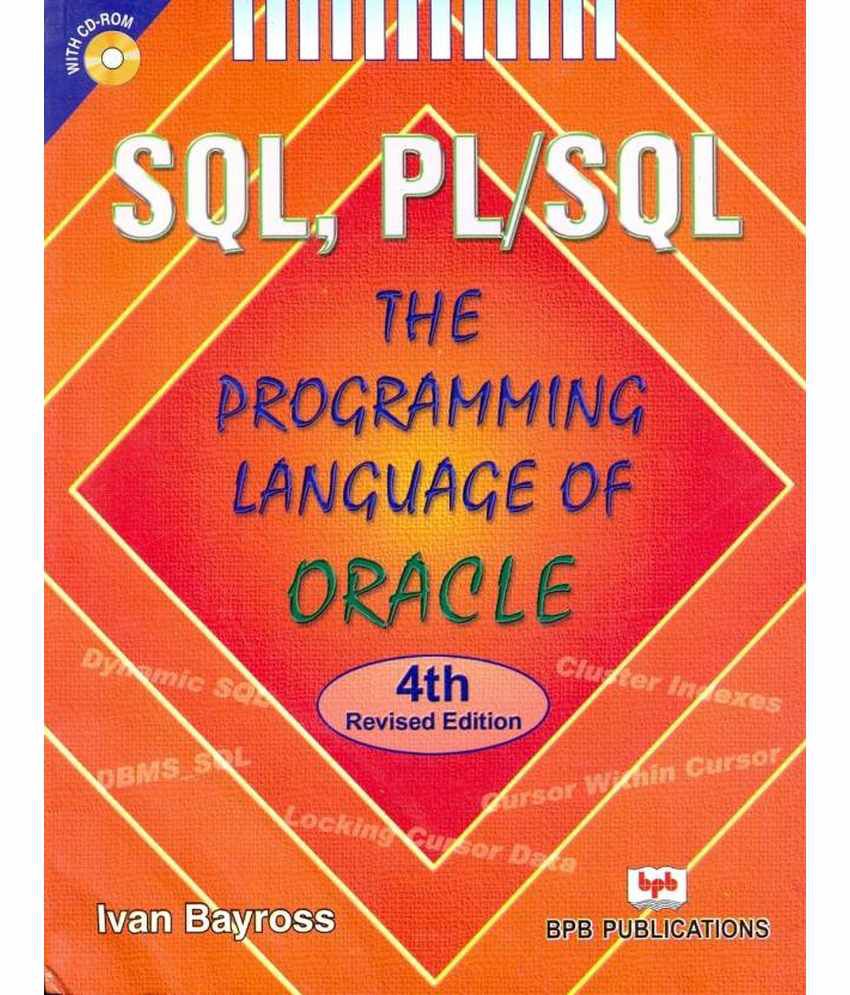 WITH CD-ROM
SQL, PL/SQL
THE
PROGRAMMING
LANGUAGE OF
ORACLE
4th
Revised Edition
Dynamic SQL
Cluster Indexes
DBMS_SQL
Cursor Within Cursor
Locking Cursor Data
Ivan Bayross
bpb
BPB PUBLICATIONS